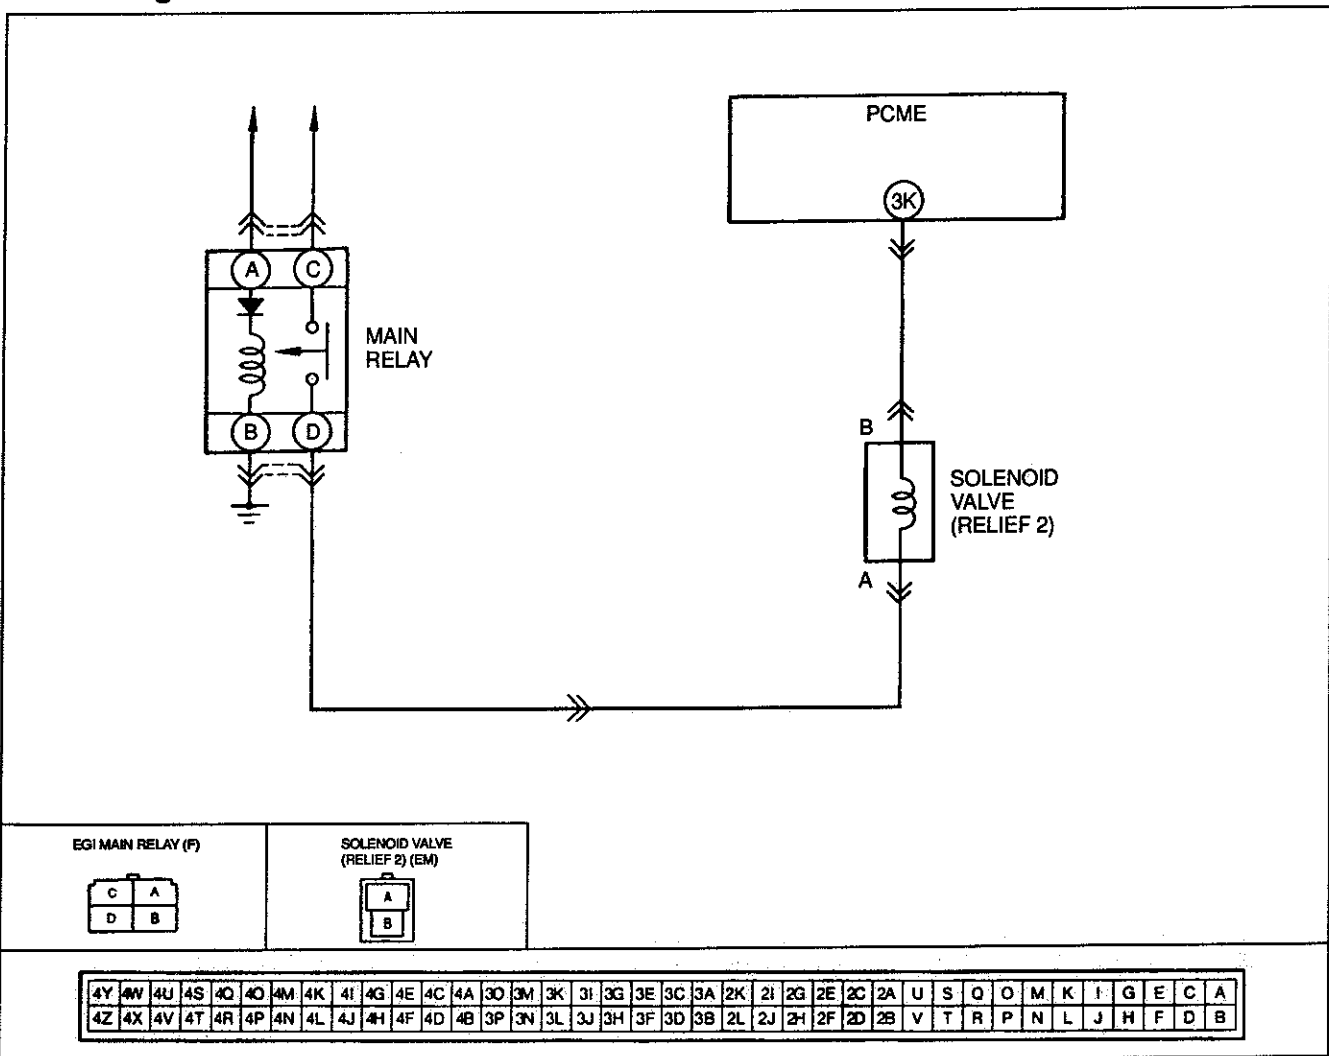 PCME
3K
A C
MAIN
RELAY
B D
B
SOLENOID
VALVE
(RELIEF 2)
A
EGI MAIN RELAY (F)
C A
D B
SOLENOID VALVE
(RELIEF 2) (EM)
A
B
4Y 4W 4U 4S 4Q 4O 4M 4K 4I 4G 4E 4C 4A 3O 3M 3K 3I 3G 3E 3C 3A 2K 2I 2G 2E 2C 2A U S Q O M K I G E C A
4Z 4X 4V 4T 4R 4P 4N 4L 4J 4H 4F 4D 4B 3P 3N 3L 3J 3H 3F 3D 3B 2L 2J 2H 2F 2D 2B V T R P N L J H F D B